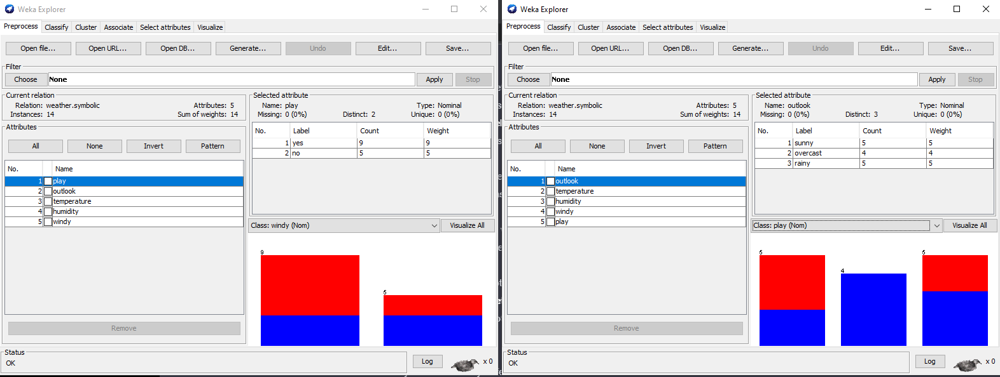 Weka Explorer
Preprocess Classify Cluster Associate Select attributes Visualize
Open file... Open URL... Open DB... Generate... Undo Edit... Save...
Filter
Choose None Apply Stop
Current relation
Relation: weather.symbolic Attributes: 5
Instances: 14 Sum of weights: 14
Attributes
All None Invert Pattern
No. Name
1 play
2 outlook
3 temperature
4 humidity
5 windy
Remove
Selected attribute
Name: play Type: Nominal
Missing: 0 (0%) Distinct: 2 Unique: 0 (0%)
No. Label Count Weight
1 yes 9 9
2 no 5 5
Class: windy (Nom) Visualize All
9
5
Status
OK
Log x 0
Weka Explorer
Preprocess Classify Cluster Associate Select attributes Visualize
Open file... Open URL... Open DB... Generate... Undo Edit... Save...
Filter
Choose None Apply Stop
Current relation
Relation: weather.symbolic Attributes: 5
Instances: 14 Sum of weights: 14
Attributes
All None Invert Pattern
No. Name
1 outlook
2 temperature
3 humidity
4 windy
5 play
Remove
Selected attribute
Name: outlook Type: Nominal
Missing: 0 (0%) Distinct: 3 Unique: 0 (0%)
No. Label Count Weight
1 sunny 5 5
2 overcast 4 4
3 rainy 5 5
Class: play (Nom) Visualize All
5
4
5
Status
OK
Log x 0